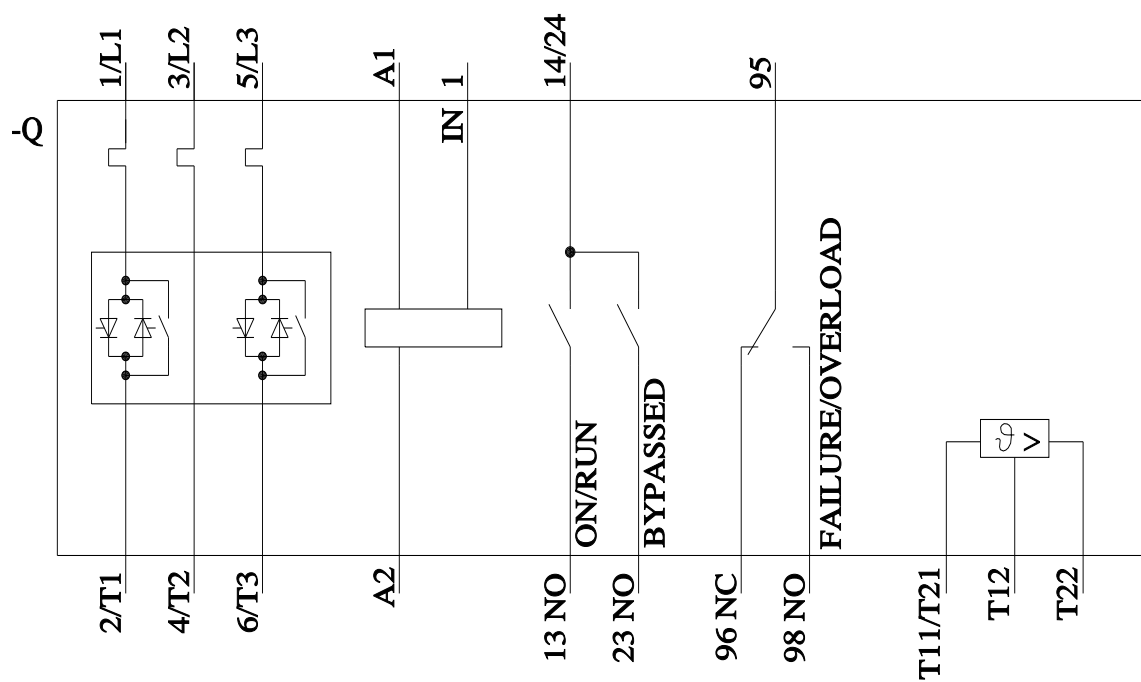 -Q
1/L1
3/L2
5/L3
A1
1
IN
14/24
95
ϑ >
ON/RUN
BYPASSED
FAILURE/OVERLOAD
2/T1
4/T2
6/T3
A2
13 NO
23 NO
96 NC
98 NO
T11/T21
T12
T22